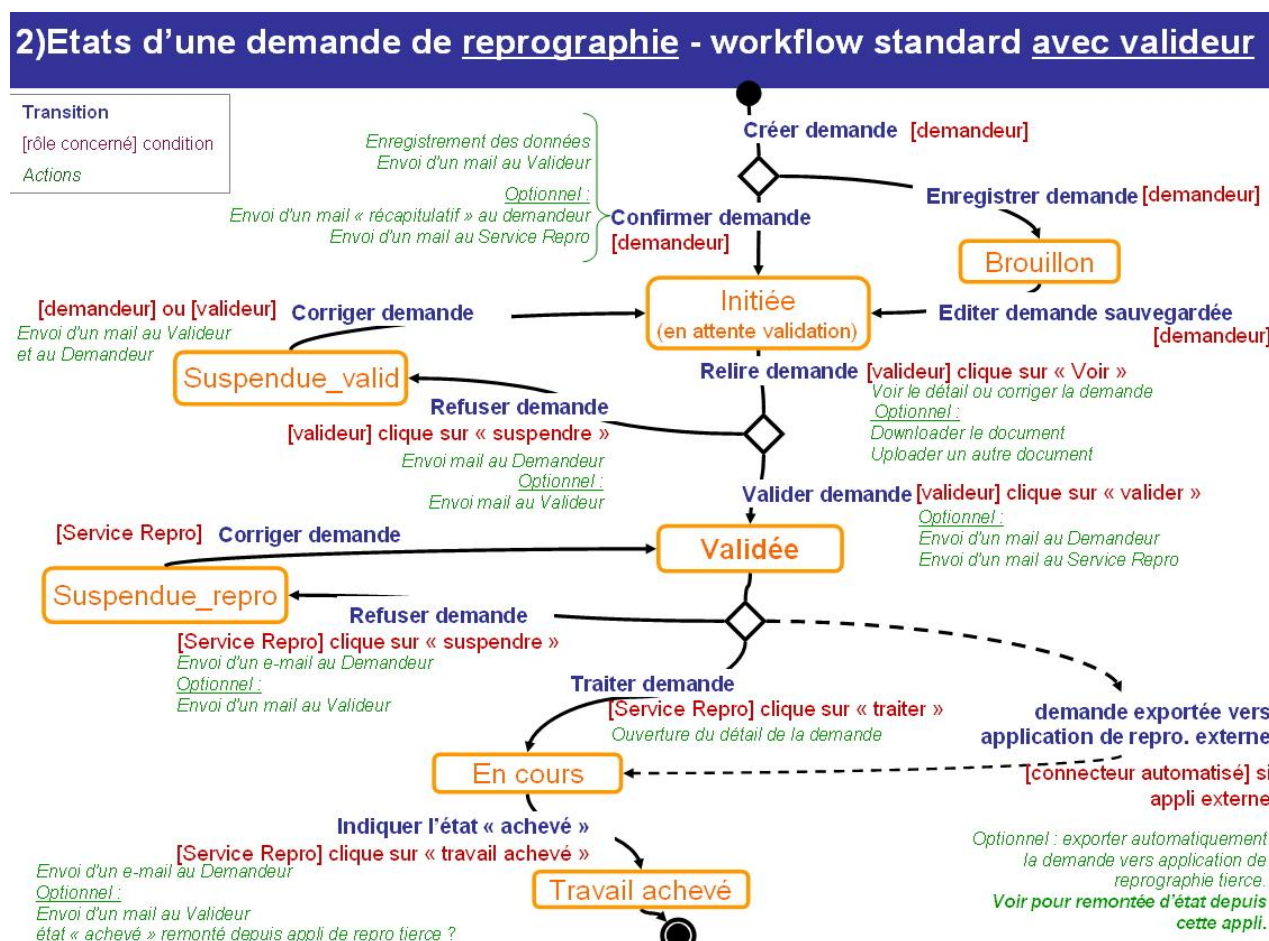 2)Etats d'une demande de reprographie - workflow standard avec valideur
Transition
[rôle concerné] condition
Actions
Créer demande [demandeur]
Enregistrement des données
Envoi d'un mail au Valideur
Optionnel :
Envoi d'un mail « récapitulatif » au demandeur
Envoi d'un mail au Service Repro
Confirmer demande
[demandeur]
Enregistrer demande [demandeur]
Brouillon
Initiée
(en attente validation)
Editer demande sauvegardée
[demandeur]
[demandeur] ou [valideur] Corriger demande
Envoi d'un mail au Valideur
et au Demandeur
Suspendue_valid
Relire demande [valideur] clique sur « Voir »
Voir le détail ou corriger la demande
Optionnel :
Downloader le document
Uploader un autre document
Refuser demande
[valideur] clique sur « suspendre »
Envoi mail au Demandeur
Optionnel :
Envoi mail au Valideur
Valider demande [valideur] clique sur « valider »
Optionnel :
Envoi d'un mail au Demandeur
Envoi d'un mail au Service Repro
[Service Repro] Corriger demande
Validée
Suspendue_repro
Refuser demande
[Service Repro] clique sur « suspendre »
Envoi d'un e-mail au Demandeur
Optionnel :
Envoi d'un mail au Valideur
Traiter demande
[Service Repro] clique sur « traiter »
Ouverture du détail de la demande
demande exportée vers
application de repro. externe
[connecteur automatisé] si
appli externe
Optionnel : exporter automatiquement
la demande vers application de
reprographie tierce.
Voir pour remontée d'état depuis
cette appli.
En cours
Indiquer l'état « achevé »
[Service Repro] clique sur « travail achevé »
Envoi d'un e-mail au Demandeur
Optionnel :
Envoi d'un mail au Valideur
état « achevé » remonté depuis appli de repro tierce ?
Travail achevé